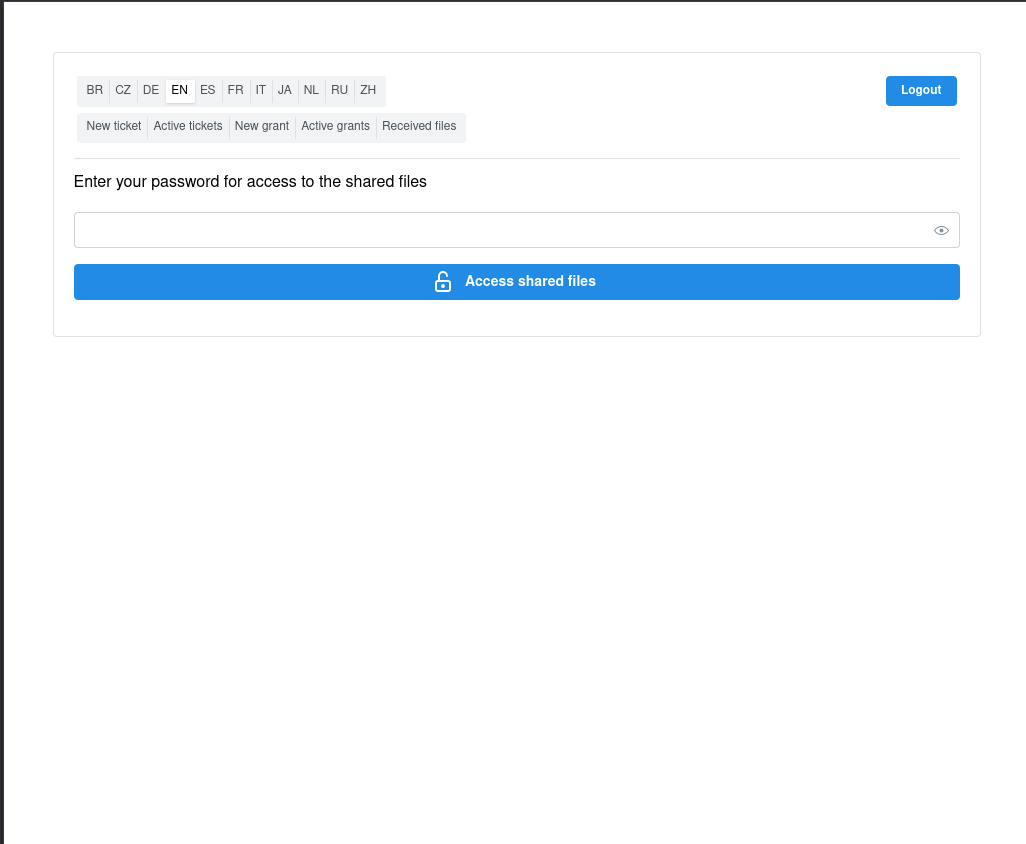 BR CZ DE EN ES FR IT JA NL RU ZH Logout
New ticket Active tickets New grant Active grants Received files
Enter your password for access to the shared files
Access shared files